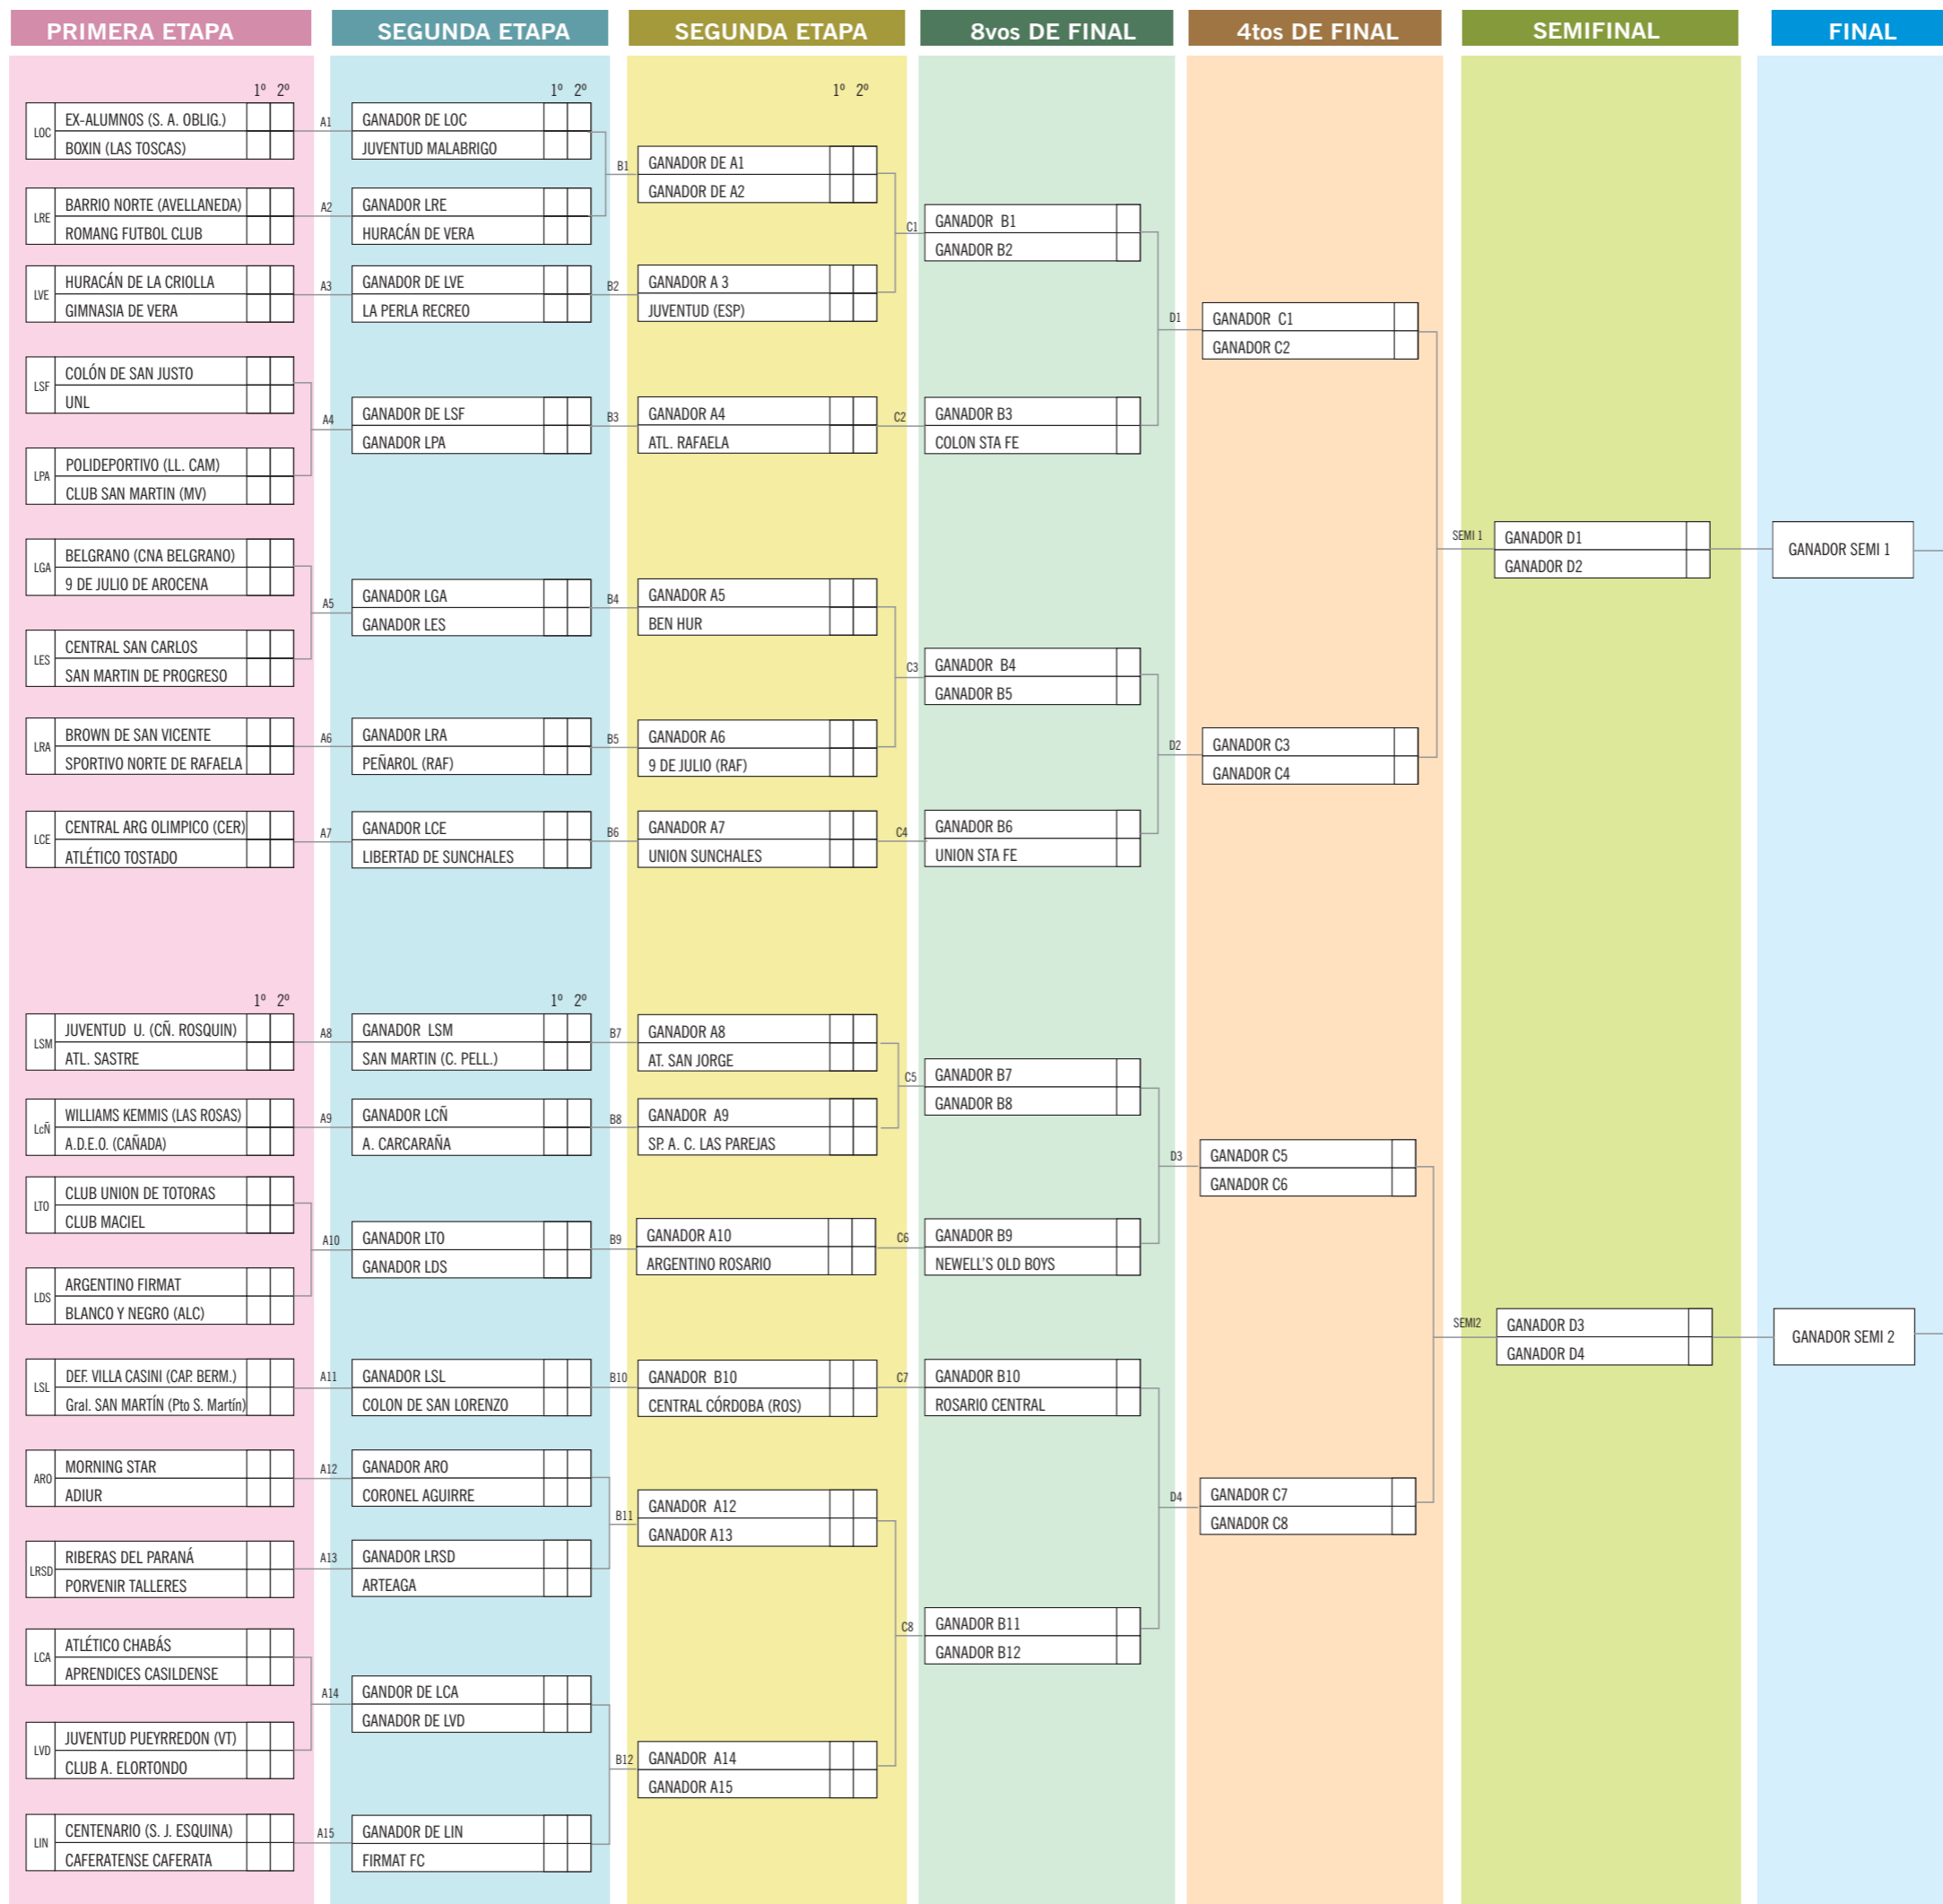 PRIMERA ETAPA
1º 2º
LOC
EX-ALUMNOS (S. A. OBLIG.)
BOXIN (LAS TOSCAS)
LRE
BARRIO NORTE (AVELLANEDA)
ROMANG FUTBOL CLUB
LVE
HURACÁN DE LA CRIOLLA
GIMNASIA DE VERA
LSF
COLÓN DE SAN JUSTO
UNL
LPA
POLIDEPORTIVO (LL. CAM)
CLUB SAN MARTIN (MV)
LGA
BELGRANO (CNA BELGRANO)
9 DE JULIO DE AROCENA
LES
CENTRAL SAN CARLOS
SAN MARTIN DE PROGRESO
LRA
BROWN DE SAN VICENTE
SPORTIVO NORTE DE RAFAELA
LCE
CENTRAL ARG OLIMPICO (CER)
ATLÉTICO TOSTADO
1º 2º
LSM
JUVENTUD U. (CÑ. ROSQUIN)
ATL. SASTRE
LcÑ
WILLIAMS KEMMIS (LAS ROSAS)
A.D.E.O. (CAÑADA)
LTO
CLUB UNION DE TOTORAS
CLUB MACIEL
LDS
ARGENTINO FIRMAT
BLANCO Y NEGRO (ALC)
LSL
DEF. VILLA CASINI (CAP. BERM.)
Gral. SAN MARTÍN (Pto S. Martín)
ARO
MORNING STAR
ADIUR
LRSD
RIBERAS DEL PARANÁ
PORVENIR TALLERES
LCA
ATLÉTICO CHABÁS
APRENDICES CASILDENSE
LVD
JUVENTUD PUEYRREDON (VT)
CLUB A. ELORTONDO
LIN
CENTENARIO (S. J. ESQUINA)
CAFERATENSE CAFERATA
SEGUNDA ETAPA
1º 2º
A1
GANADOR DE LOC
JUVENTUD MALABRIGO
A2
GANADOR LRE
HURACÁN DE VERA
A3
GANADOR DE LVE
LA PERLA RECREO
A4
GANADOR DE LSF
GANADOR LPA
A5
GANADOR LGA
GANADOR LES
A6
GANADOR LRA
PEÑAROL (RAF)
A7
GANADOR LCE
LIBERTAD DE SUNCHALES
1º 2º
A8
GANADOR LSM
SAN MARTIN (C. PELL.)
A9
GANADOR LCÑ
A. CARCARAÑA
A10
GANADOR LTO
GANADOR LDS
A11
GANADOR LSL
COLON DE SAN LORENZO
A12
GANADOR ARO
CORONEL AGUIRRE
A13
GANADOR LRSD
ARTEAGA
A14
GANDOR DE LCA
GANADOR DE LVD
A15
GANADOR DE LIN
FIRMAT FC
SEGUNDA ETAPA
1º 2º
B1
GANADOR DE A1
GANADOR DE A2
B2
GANADOR A 3
JUVENTUD (ESP)
B3
GANADOR A4
ATL. RAFAELA
B4
GANADOR A5
BEN HUR
B5
GANADOR A6
9 DE JULIO (RAF)
B6
GANADOR A7
UNION SUNCHALES
B7
GANADOR A8
AT. SAN JORGE
B8
GANADOR A9
SP. A. C. LAS PAREJAS
B9
GANADOR A10
ARGENTINO ROSARIO
B10
GANADOR B10
CENTRAL CÓRDOBA (ROS)
B11
GANADOR A12
GANADOR A13
B12
GANADOR A14
GANADOR A15
8vos DE FINAL
C1
GANADOR B1
GANADOR B2
C2
GANADOR B3
COLON STA FE
C3
GANADOR B4
GANADOR B5
C4
GANADOR B6
UNION STA FE
C5
GANADOR B7
GANADOR B8
C6
GANADOR B9
NEWELL'S OLD BOYS
C7
GANADOR B10
ROSARIO CENTRAL
C8
GANADOR B11
GANADOR B12
4tos DE FINAL
D1
GANADOR C1
GANADOR C2
D2
GANADOR C3
GANADOR C4
D3
GANADOR C5
GANADOR C6
D4
GANADOR C7
GANADOR C8
SEMIFINAL
SEMI 1
GANADOR D1
GANADOR D2
SEMI2
GANADOR D3
GANADOR D4
FINAL
GANADOR SEMI 1
GANADOR SEMI 2